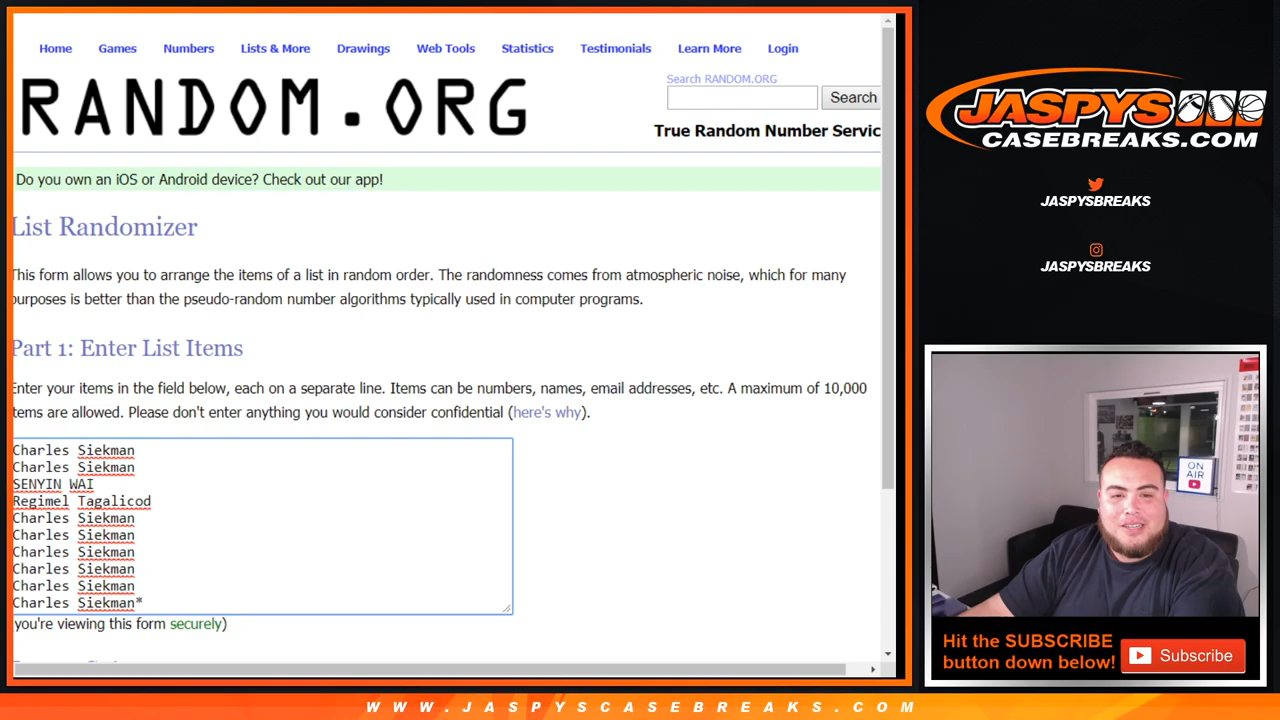 Home Games Numbers Lists & More Drawings Web Tools Statistics Testimonials Learn More Login
RANDOM.ORG
Search RANDOM.ORG
Search
True Random Number Servic
Do you own an iOS or Android device? Check out our app!
List Randomizer
This form allows you to arrange the items of a list in random order. The randomness comes from atmospheric noise, which for many
purposes is better than the pseudo-random number algorithms typically used in computer programs.
Part 1: Enter List Items
Enter your items in the field below, each on a separate line. Items can be numbers, names, email addresses, etc. A maximum of 10,000
items are allowed. Please don't enter anything you would consider confidential (here's why).
Charles Siekman
Charles Siekman
SENYIN WAI
Regimel Tagalicod
Charles Siekman
Charles Siekman
Charles Siekman
Charles Siekman
Charles Siekman
Charles Siekman*
you're viewing this form securely)
JASPYS
CASEBREAKS.COM
JASPYSBREAKS
JASPYSBREAKS
ON
AIR
Hit the SUBSCRIBE
button down below!
Subscribe
WWW.JASPYSCASEBREAKS.COM